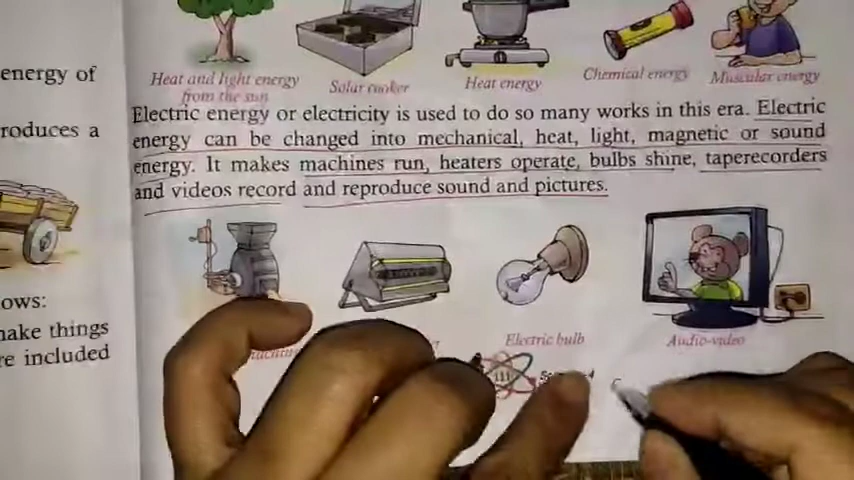 energy of
roduces a
ows:
make things
re included
Heat and light energy
from the sun
Solar cooker
Heat energy
Chemical energy
Muscular energy
Electric energy or electricity is used to do so many works in this era. Electric
energy can be changed into mechanical, heat, light, magnetic or sound
energy. It makes machines run, heaters operate, bulbs shine, taperecorders
and videos record and reproduce sound and pictures.
Electric bulb
Audio-video
111